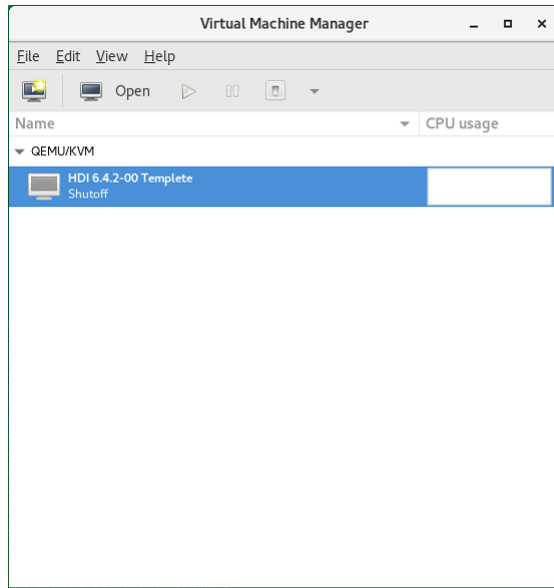 Virtual Machine Manager
File Edit View Help
Open
Name CPU usage
QEMU/KVM
HDI 6.4.2-00 Templete
Shutoff